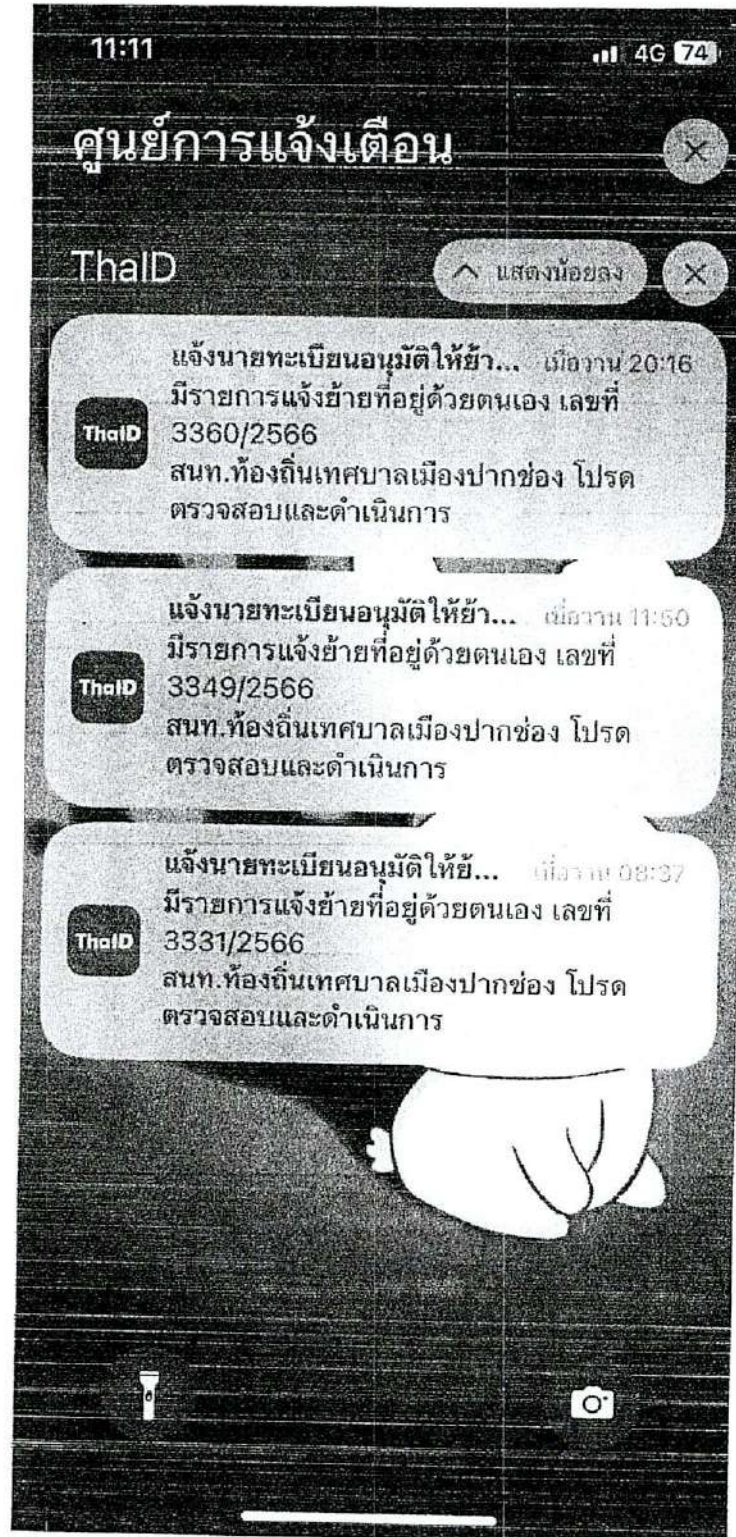 11:11 4G 74
ศูนย์การแจ้งเตือน
ThaID แสดงน้อยลง
แจ้งนายทะเบียนอนุมัติให้ย้า... เมื่อวาน 20:16
มีรายการแจ้งย้ายที่อยู่ด้วยตนเอง เลขที่
ThaID
3360/2566
สนท.ท้องถิ่นเทศบาลเมืองปากช่อง โปรด
ตรวจสอบและดำเนินการ
แจ้งนายทะเบียนอนุมัติให้ย้า... เมื่อวาน 11:50
มีรายการแจ้งย้ายที่อยู่ด้วยตนเอง เลขที่
ThaID
3349/2566
สนท.ท้องถิ่นเทศบาลเมืองปากช่อง โปรด
ตรวจสอบและดำเนินการ
แจ้งนายทะเบียนอนุมัติให้ย้... เมื่อวาน 08:37
มีรายการแจ้งย้ายที่อยู่ด้วยตนเอง เลขที่
ThaID
3331/2566
สนท.ท้องถิ่นเทศบาลเมืองปากช่อง โปรด
ตรวจสอบและดำเนินการ